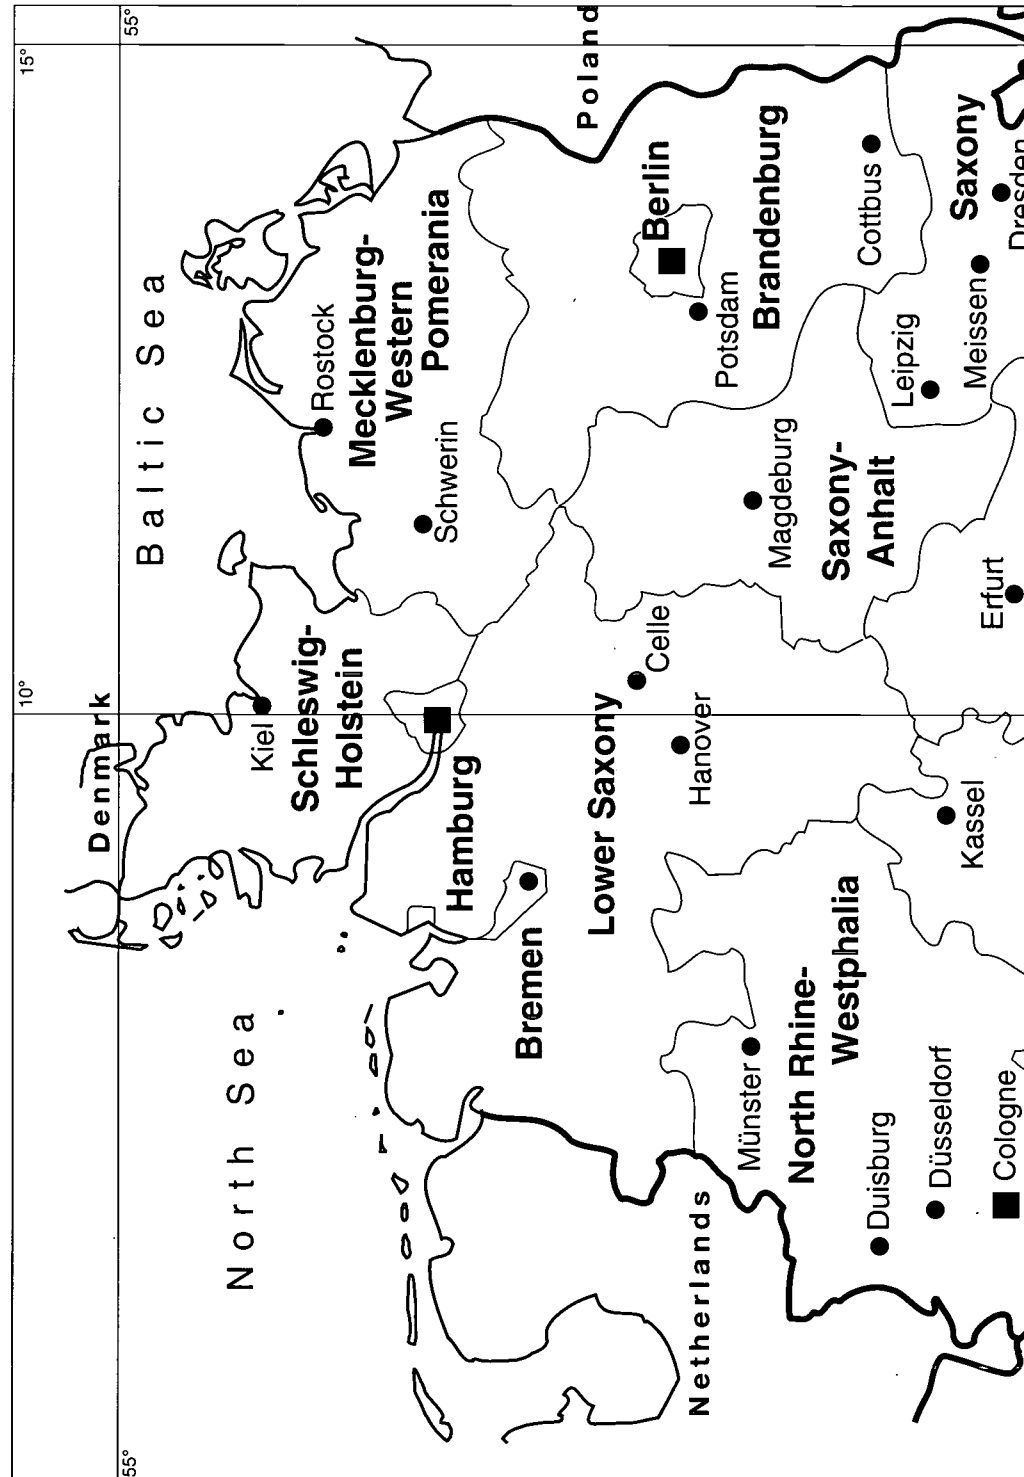 55°
15°
10°
55°
Baltic Sea
North Sea
Denmark
Poland
Netherlands
Kiel
Schleswig-
Holstein
Rostock
Mecklenburg-
Western
Pomerania
Schwerin
Hamburg
Bremen
Lower Saxony
Celle
Hanover
Berlin
Potsdam
Brandenburg
Cottbus
Magdeburg
Saxony-
Anhalt
Leipzig
Meissen
Saxony
Dresden
Erfurt
Kassel
Münster
North Rhine-
Westphalia
Duisburg
Düsseldorf
Cologne